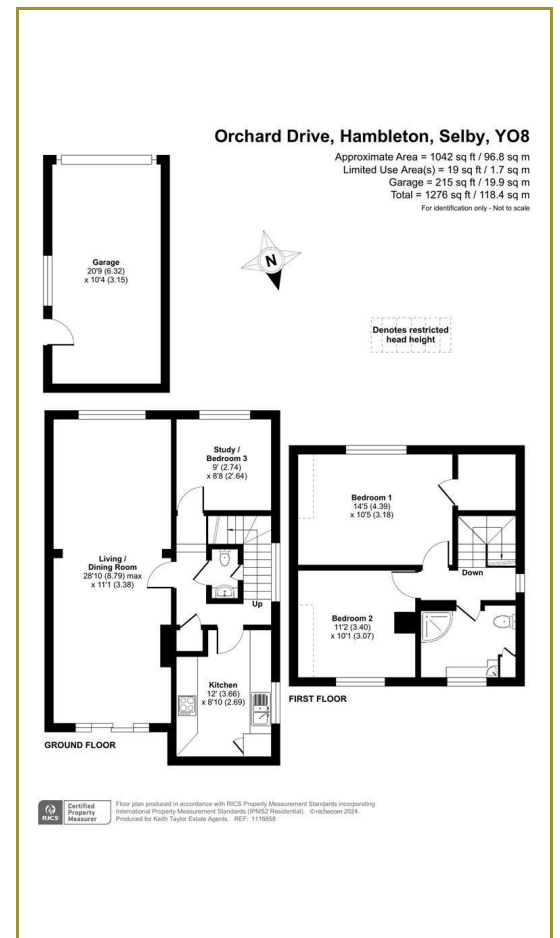 Orchard Drive, Hambleton, Selby, YO8
Approximate Area = 1042 sq ft / 96.8 sq m
Limited Use Area(s) = 19 sq ft / 1.7 sq m
Garage = 215 sq ft / 19.9 sq m
Total = 1276 sq ft / 118.4 sq m
For identification only - Not to scale
Garage
20'9 (6.32)
x 10'4 (3.15)
N
Denotes restricted
head height
Study /
Bedroom 3
9' (2.74)
x 8'8 (2'.64)
Living /
Dining Room
28'10 (8.79) max
x 11'1 (3.38)
Up
Kitchen
12' (3.66)
x 8'10 (2.69)
GROUND FLOOR
Bedroom 1
14'5 (4.39)
x 10'5 (3.18)
Down
Bedroom 2
11'2 (3.40)
x 10'1 (3.07)
FIRST FLOOR
RICS
Certified
Property
Measurer
Floor plan produced in accordance with RICS Property Measurement Standards incorporating
International Property Measurement Standards (IPMS2 Residential). © nichecom 2024.
Produced for Keith Taylor Estate Agents. REF: 1116658